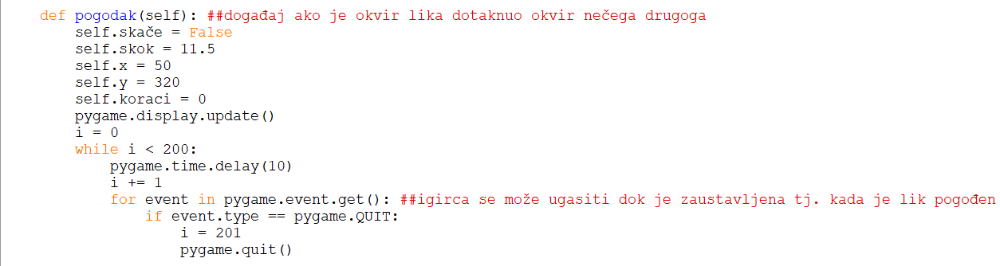 def pogodak(self): ##događaj ako je okvir lika dotaknuo okvir nečega drugoga
self.skače = False
self.skok = 11.5
self.x = 50
self.y = 320
self.koraci = 0
pygame.display.update()
i = 0
while i < 200:
pygame.time.delay(10)
i += 1
for event in pygame.event.get(): ##igirca se može ugasiti dok je zaustavljena tj. kada je lik pogođen
if event.type == pygame.QUIT:
i = 201
pygame.quit()